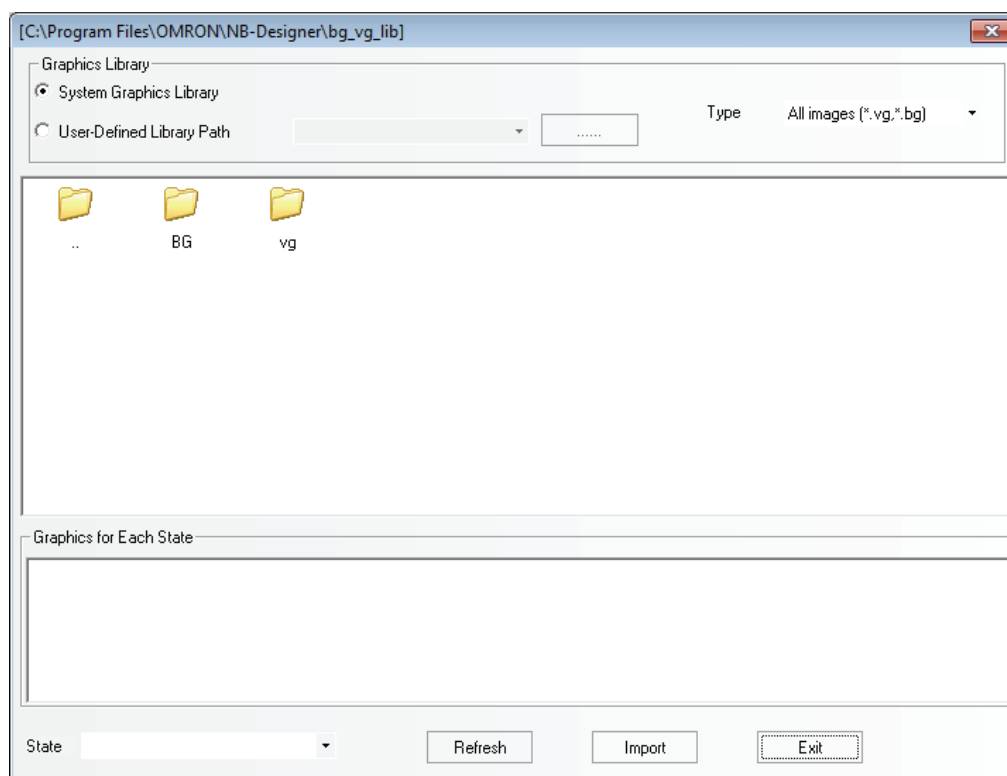 [C:\Program Files\OMRON\NB-Designer\bg_vg_lib]
Graphics Library
System Graphics Library
User-Defined Library Path ...... Type All images (*.vg,*.bg)
.. BG vg
Graphics for Each State
State Refresh Import Exit